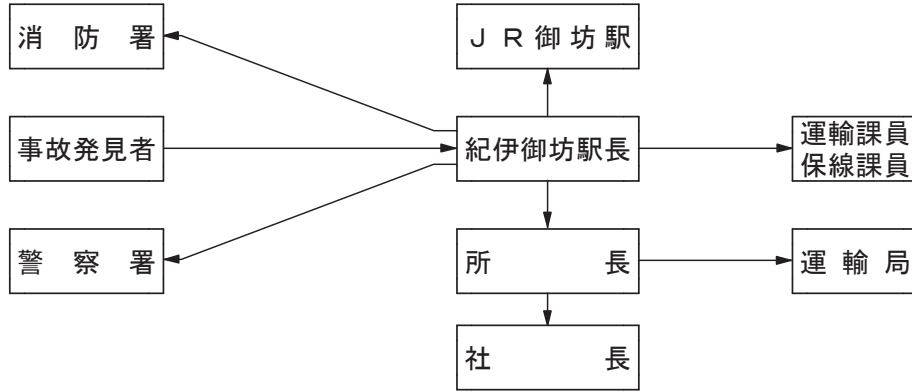 消防署
JR御坊駅
事故発見者
紀伊御坊駅長
運輸課員
保線課員
警察署
所長
運輸局
社長